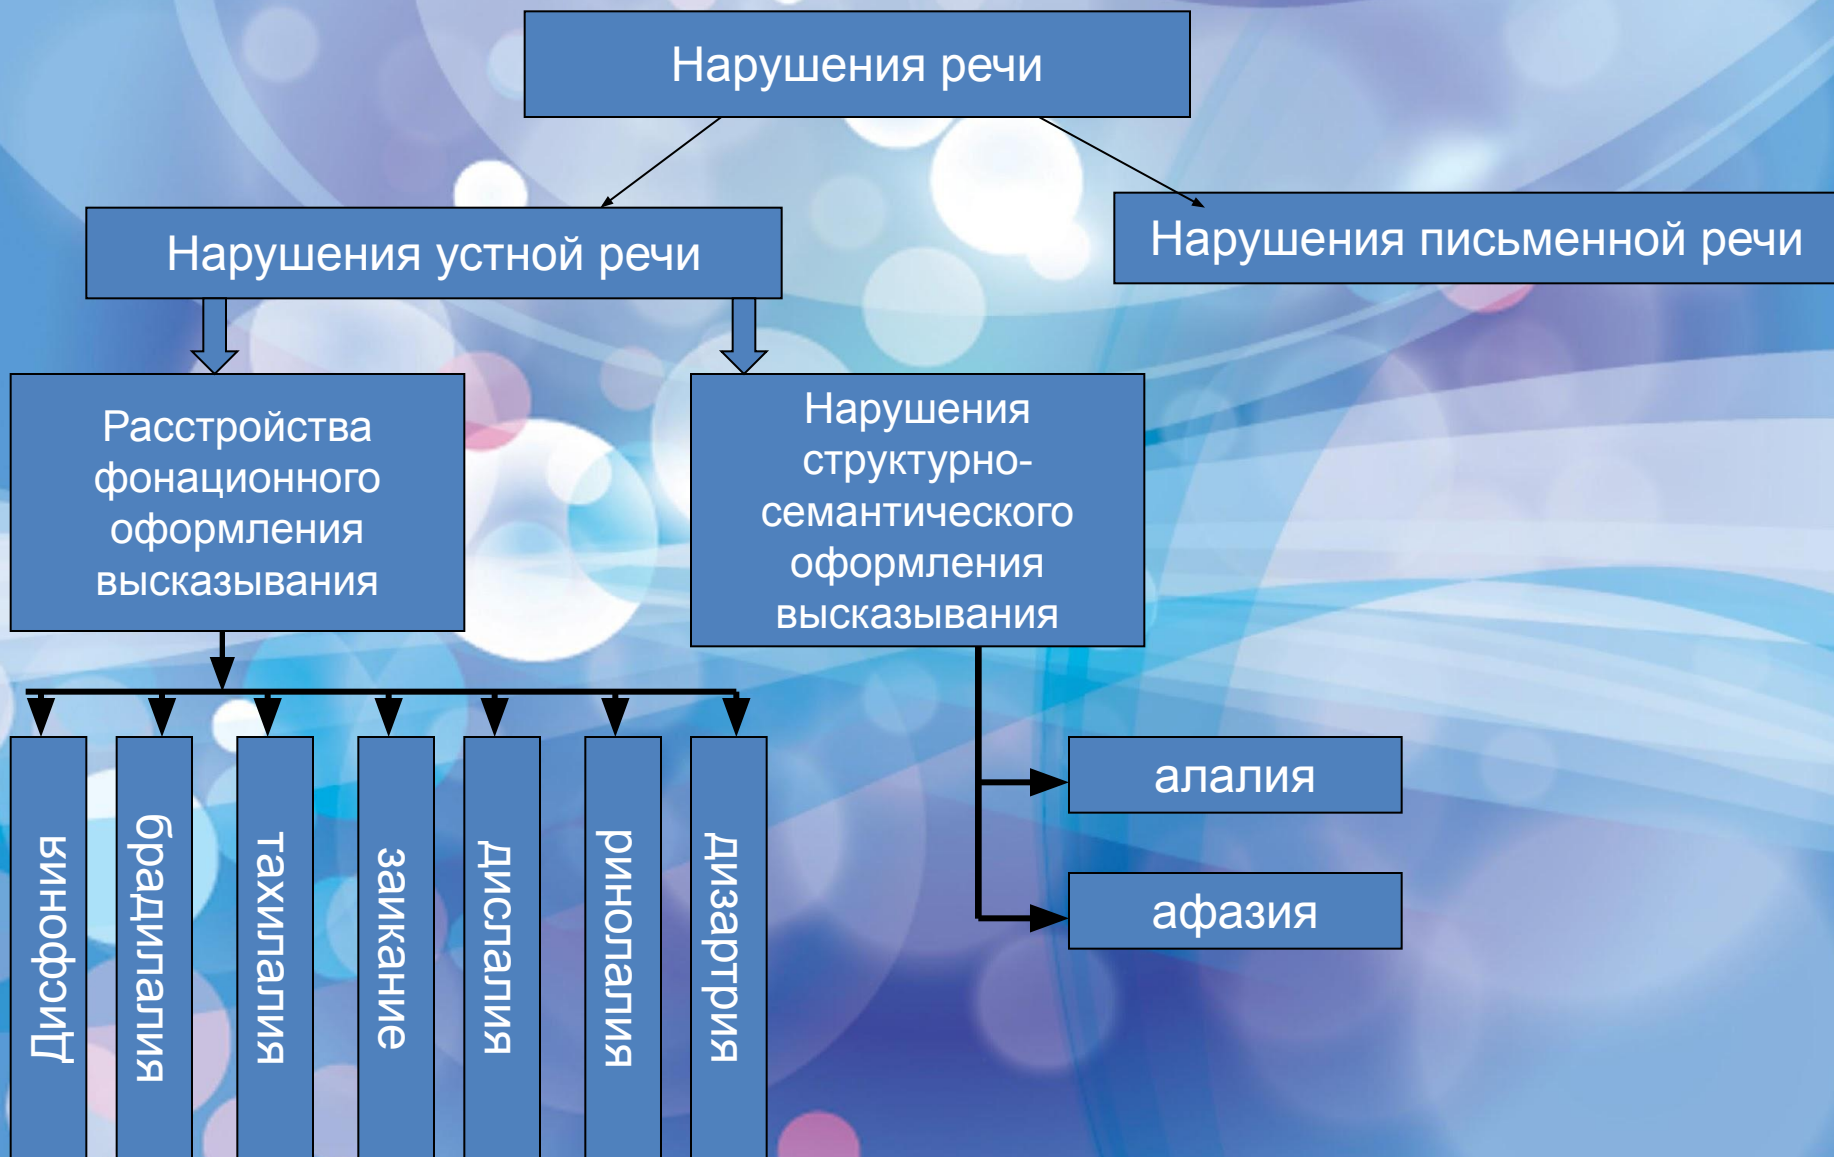 Нарушения речи
Нарушения устной речи
Нарушения письменной речи
Расстройства
фонационного
оформления
высказывания
Нарушения
структурно-
семантического
оформления
высказывания
Дисфония
брадилалия
тахилалия
заикание
дислалия
ринолалия
дизартрия
алалия
афазия